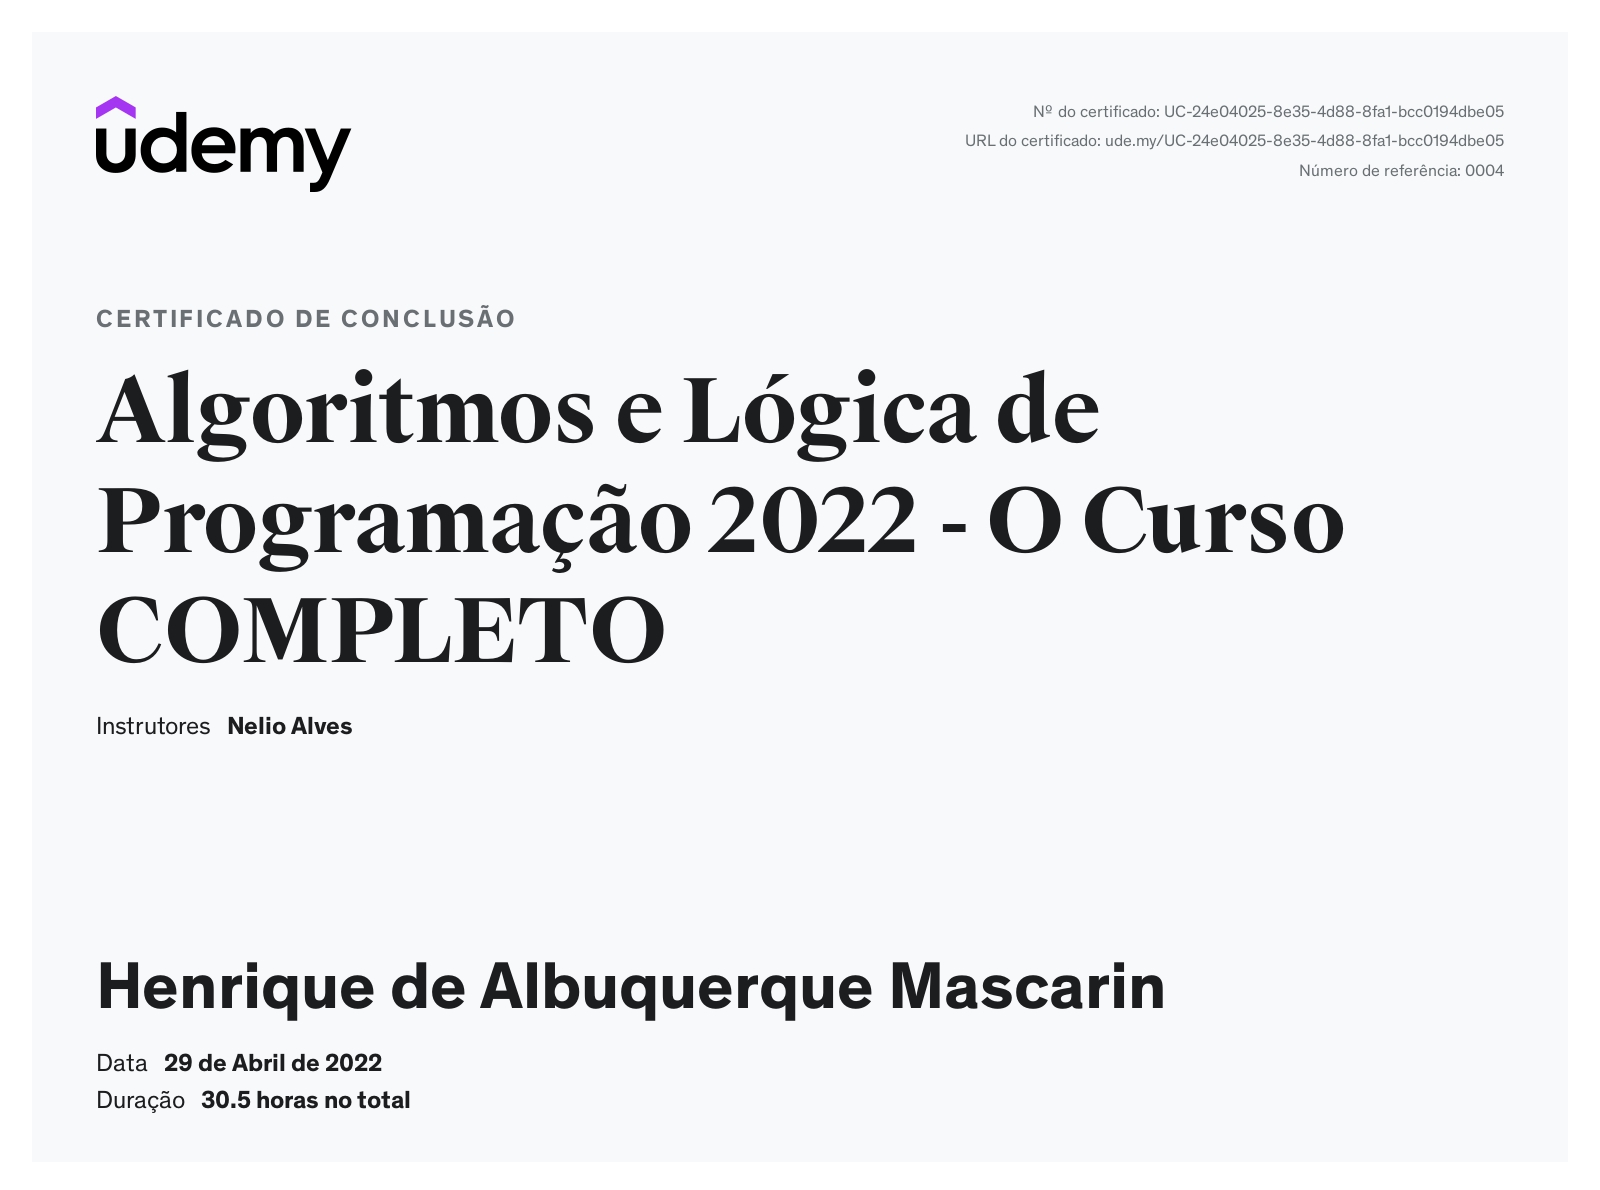 udemy
Nº do certificado: UC-24e04025-8e35-4d88-8fa1-bcc0194dbe05
URL do certificado: ude.my/UC-24e04025-8e35-4d88-8fa1-bcc0194dbe05
Número de referência: 0004
CERTIFICADO DE CONCLUSÃO
Algoritmos e Lógica de
Programação 2022 - O Curso
COMPLETO
Instrutores Nelio Alves
Henrique de Albuquerque Mascarin
Data 29 de Abril de 2022
Duração 30.5 horas no total